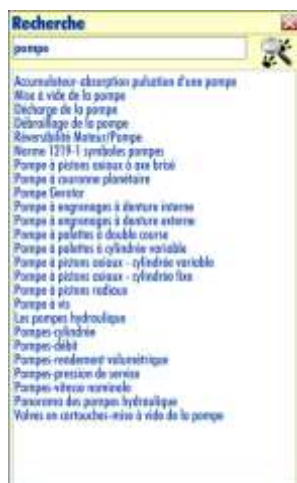 Recherche
pompe
Accumulateur-absorption pulsation d'une pompe
Mise à vide de la pompe
Décharge de la pompe
Débraillage de la pompe
Réversibilité Moteur/Pompe
Norme 1219-1 symboles pompes
Pompe à pistons axiaux à axe brisé
Pompe à couronne planétaire
Pompe Gerotor
Pompe à engrenages à denture interne
Pompe à engrenages à denture externe
Pompe à palettes à double course
Pompe à palettes à cylindrée variable
Pompe à pistons axiaux - cylindrée variable
Pompe à pistons axiaux - cylindrée fixe
Pompe à pistons radiaux
Pompe à vis
Les pompes hydraulique
Pompes-cylindrée
Pompes-débit
Pompes-rendement volumétrique
Pompes-pression de service
Pompes-vitesse nominale
Panorama des pompes hydraulique
Valves en cartouches-mise à vide de la pompe